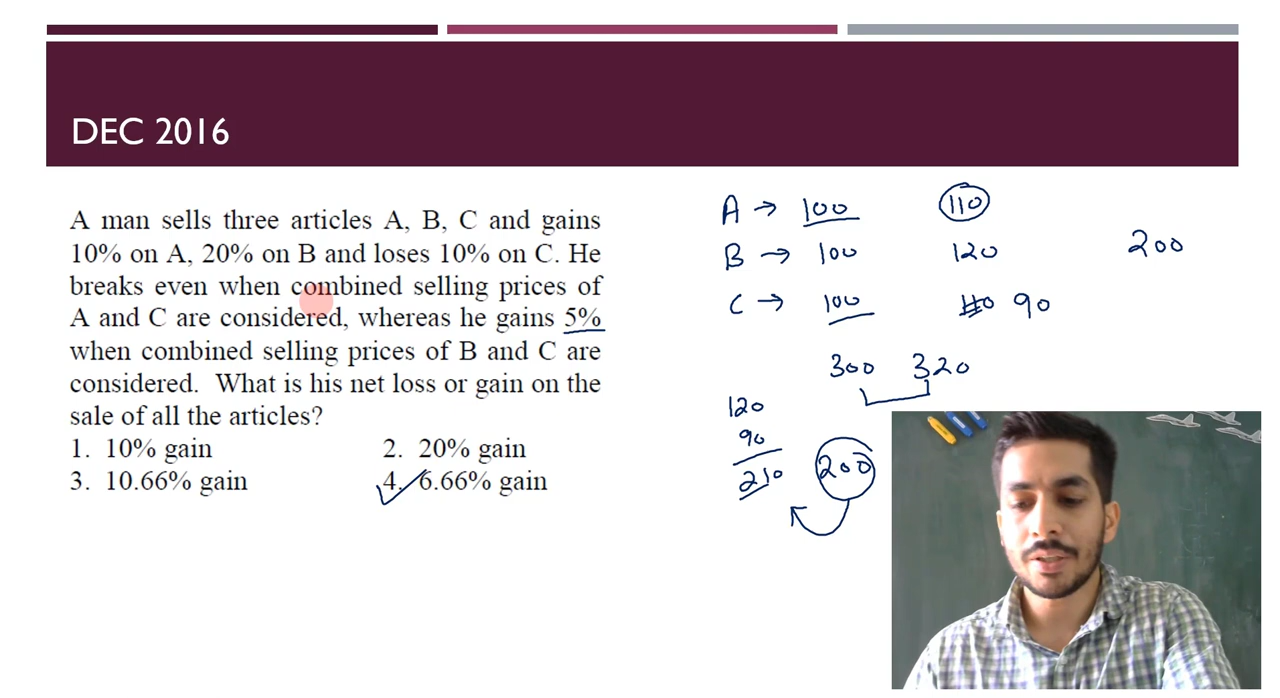 DEC 2016
A man sells three articles A, B, C and gains
10% on A, 20% on B and loses 10% on C. He
breaks even when combined selling prices of
A and C are considered, whereas he gains 5%
when combined selling prices of B and C are
considered. What is his net loss or gain on the
sale of all the articles?
1. 10% gain
2. 20% gain
3. 10.66% gain
4. 6.66% gain
A → 100 110
B → 100 120 200
C → 100 90
300 320
120
90
210 200